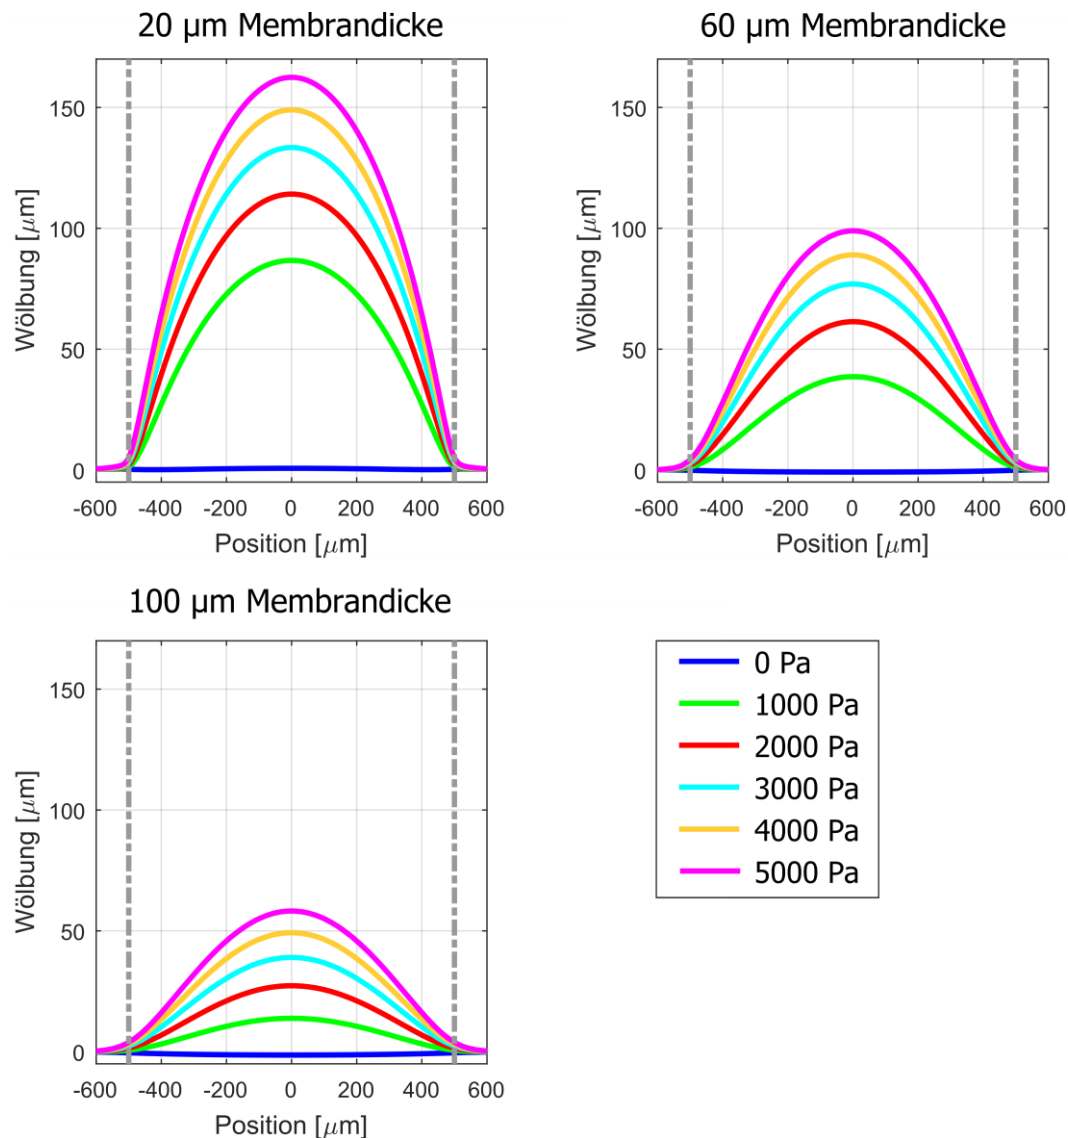 20 µm Membrandicke
Wölbung [μm]
150
100
50
0
-600 -400 -200 0 200 400 600
Position [μm]
60 µm Membrandicke
Wölbung [μm]
150
100
50
0
-600 -400 -200 0 200 400 600
Position [μm]
100 µm Membrandicke
Wölbung [μm]
150
100
50
0
-600 -400 -200 0 200 400 600
Position [μm]
0 Pa
1000 Pa
2000 Pa
3000 Pa
4000 Pa
5000 Pa